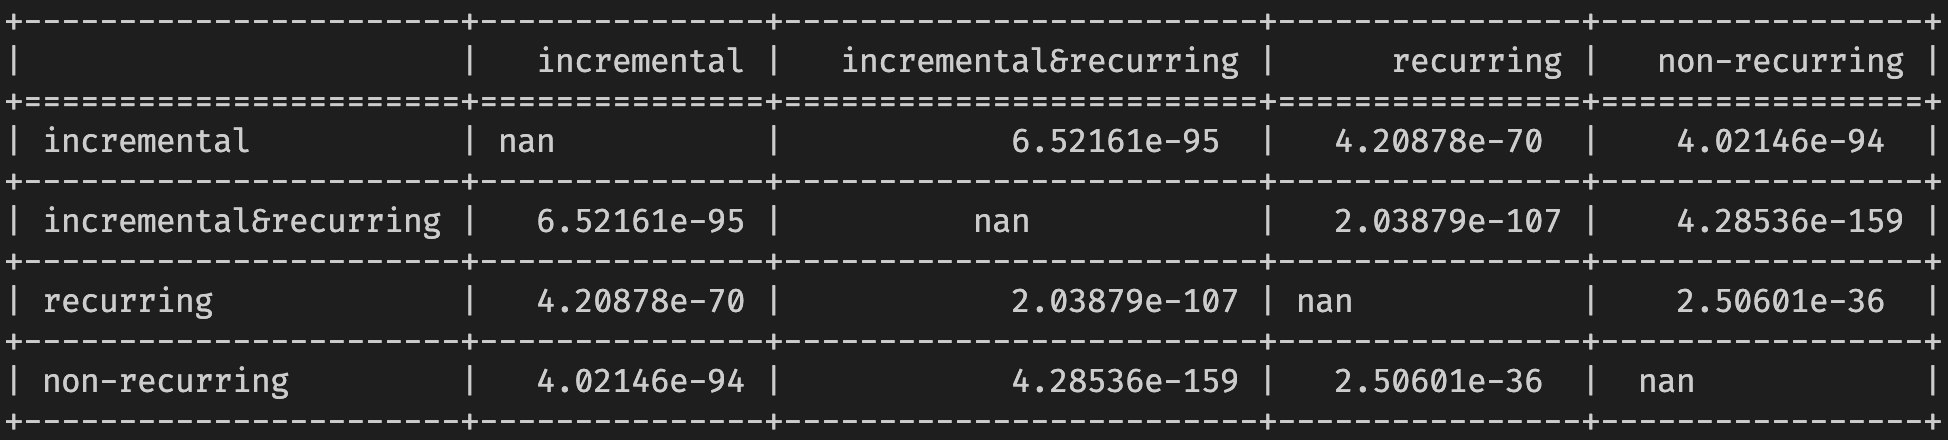 +-----------------------+---------------+-------------------------+----------------+-----------------+
|                       |   incremental |   incremental&recurring |      recurring |   non-recurring |
+=======================+===============+=========================+================+=================+
| incremental           | nan           |            6.52161e-95  |   4.20878e-70  |    4.02146e-94  |
+-----------------------+---------------+-------------------------+----------------+-----------------+
| incremental&recurring |   6.52161e-95 |          nan            |   2.03879e-107 |    4.28536e-159 |
+-----------------------+---------------+-------------------------+----------------+-----------------+
| recurring             |   4.20878e-70 |            2.03879e-107 | nan            |    2.50601e-36  |
+-----------------------+---------------+-------------------------+----------------+-----------------+
| non-recurring         |   4.02146e-94 |            4.28536e-159 |   2.50601e-36  |  nan            |
+-----------------------+---------------+-------------------------+----------------+-----------------+